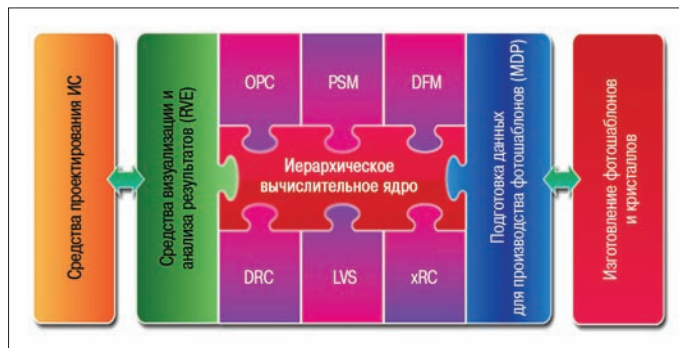 Средства проектирования ИС
Средства визуализации и
анализа результатов (RVE)
OPC
PSM
DFM
Иерархическое
вычислительное ядро
DRC
LVS
xRC
Подготовка данных
для производства фотошаблонов (MDP)
Изготовление фотошаблонов
и кристаллов